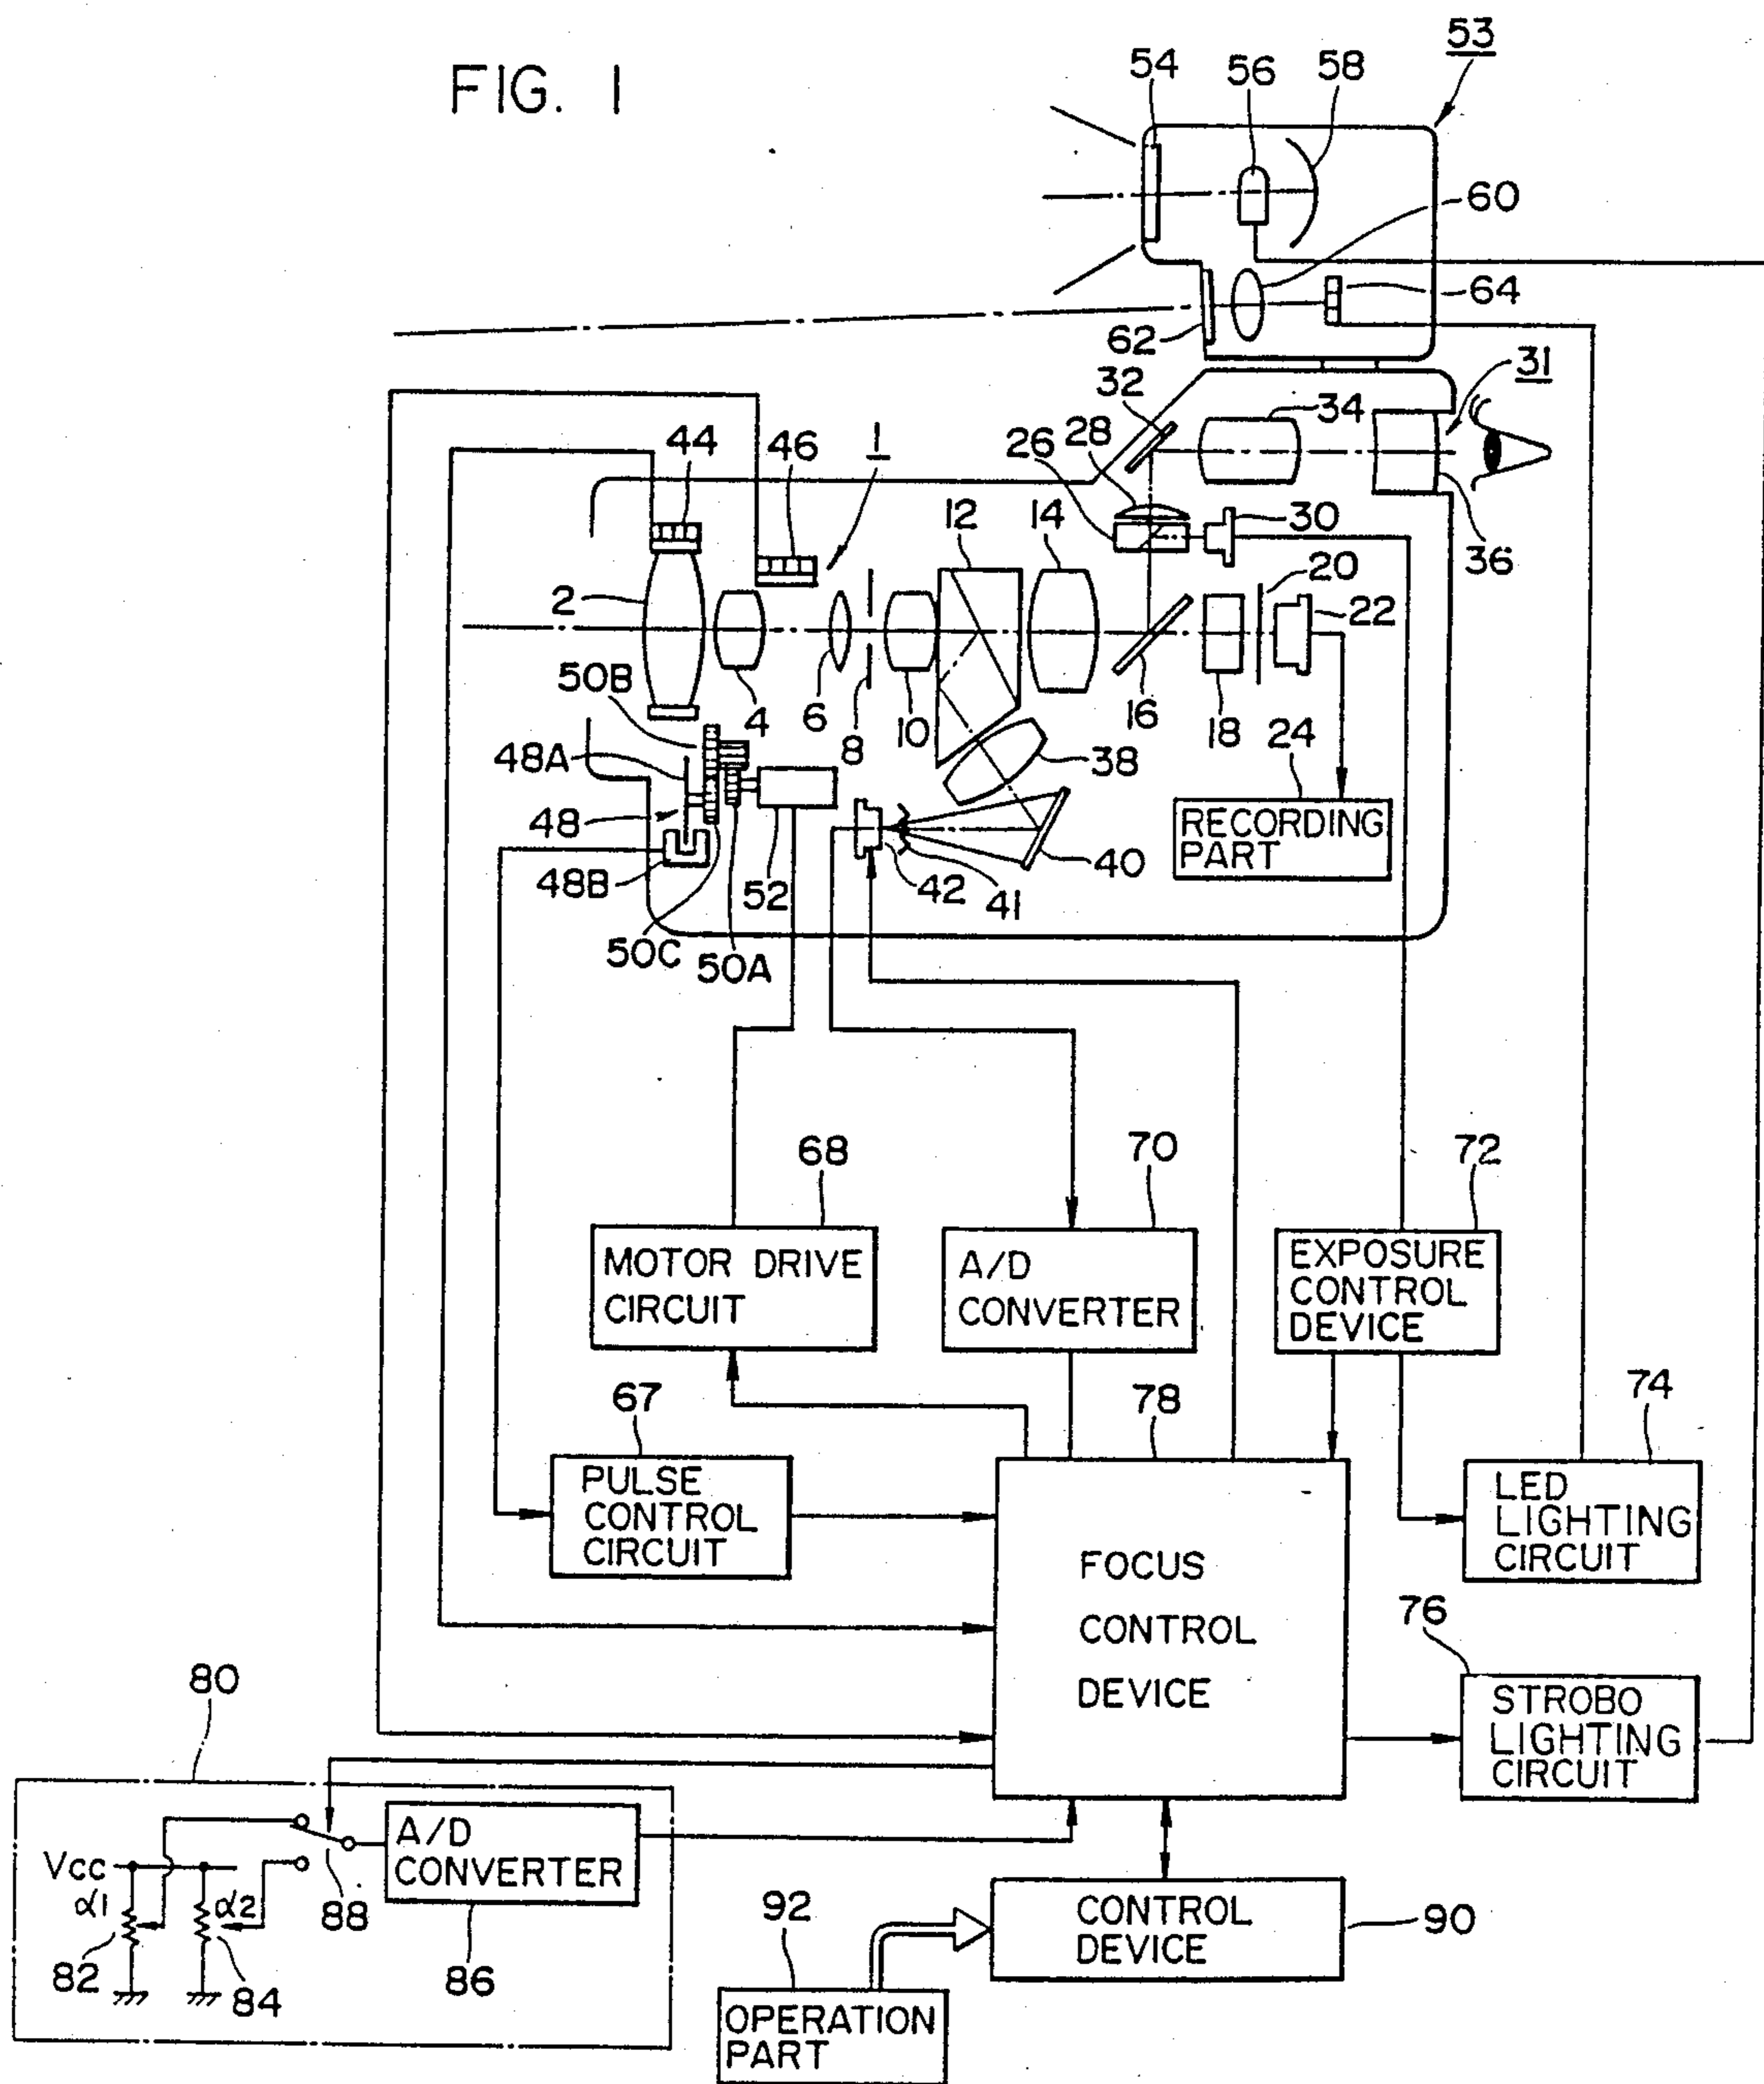 FIG. 1
53
54
56
58
60
64
62
31
32
34
28
26
44
46
1
12
14
30
36
20
22
2
50B
4
6
8
10
16
18
24
38
48A
48
48B
52
42
41
40
RECORDING
PART
50C
50A
68
70
72
MOTOR DRIVE
CIRCUIT
A/D
CONVERTER
EXPOSURE
CONTROL
DEVICE
67
78
74
PULSE
CONTROL
CIRCUIT
FOCUS
CONTROL
DEVICE
LED
LIGHTING
CIRCUIT
76
STROBO
LIGHTING
CIRCUIT
80
A/D
CONVERTER
Vcc
α1
α2
88
82
84
86
92
CONTROL
DEVICE
90
OPERATION
PART